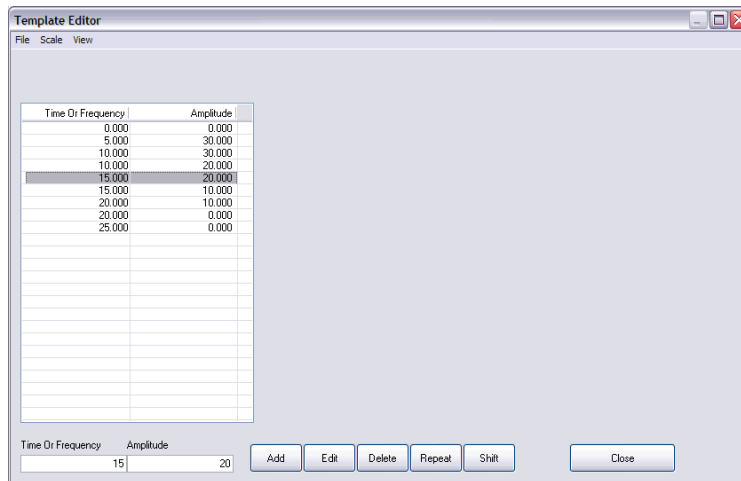 Template Editor
File Scale View
Time Or Frequency Amplitude
0.000 0.000
5.000 30.000
10.000 30.000
10.000 20.000
15.000 20.000
15.000 10.000
20.000 10.000
20.000 0.000
25.000 0.000
Time Or Frequency Amplitude
15 20 Add Edit Delete Repeat Shift Close